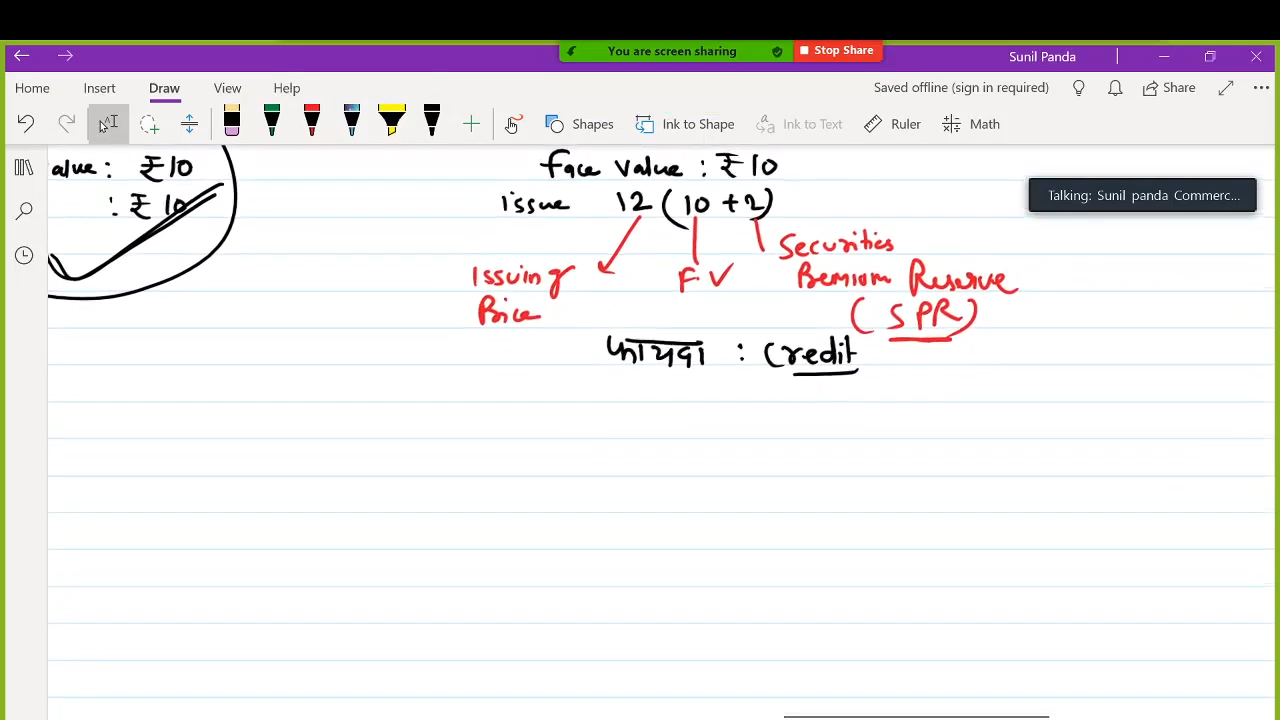 You are screen sharing
Stop Share
Sunil Panda
Home Insert Draw View Help
Saved offline (sign in required)
Share
Shapes
Ink to Shape
Ink to Text
Ruler
Math
Talking: Sunil panda Commerc...
alue: ₹10
: ₹10
face value : ₹10
issue 12 (10 + 2)
Issuing
Price
F V
Securities
Premium Reserve
(SPR)
फायदा : Credit